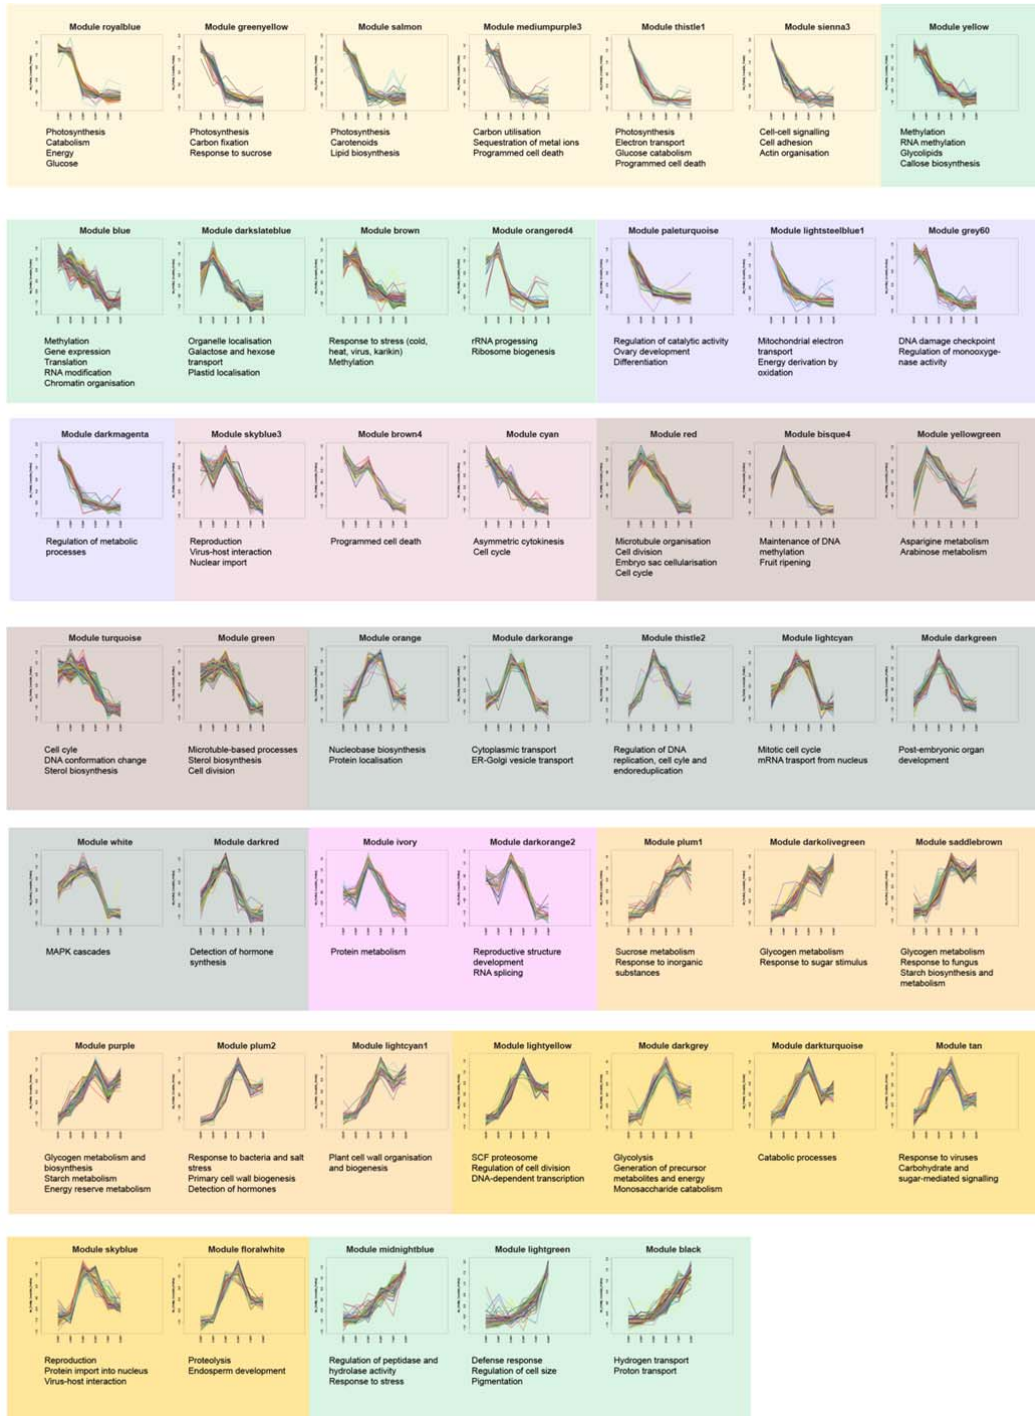 Module royalblue
Module greenyellow
Module salmon
Module mediumpurple3
Module thistle1
Module sienna3
Module yellow
Photosynthesis
Catabolism
Energy
Glucose
Photosynthesis
Carbon fixation
Response to sucrose
Photosynthesis
Carotenoids
Lipid biosynthesis
Carbon utilisation
Sequestration of metal ions
Programmed cell death
Photosynthesis
Electron transport
Glucose catabolism
Programmed cell death
Cell-cell signalling
Cell adhesion
Actin organisation
Methylation
RNA methylation
Glycolipids
Callose biosynthesis
Module blue
Module darkslateblue
Module brown
Module orangered4
Module paleturquoise
Module lightsteelblue1
Module grey60
Methylation
Gene expression
Translation
RNA modification
Chromatin organisation
Organelle localisation
Galactose and hexose
transport
Plastid localisation
Response to stress (cold,
heat, virus, karikin)
Methylation
rRNA progessing
Ribosome biogenesis
Regulation of catalytic activity
Ovary development
Differentiation
Mitochondrial electron
transport
Energy derivation by
oxidation
DNA damage checkpoint
Regulation of monooxyge-
nase activity
Module darkmagenta
Module skyblue3
Module brown4
Module cyan
Module red
Module bisque4
Module yellowgreen
Regulation of metabolic
processes
Reproduction
Virus-host interaction
Nuclear import
Programmed cell death
Asymmetric cytokinesis
Cell cycle
Microtubule organisation
Cell division
Embryo sac cellularisation
Cell cycle
Maintenance of DNA
methylation
Fruit ripening
Asparigine metabolism
Arabinose metabolism
Module turquoise
Module green
Module orange
Module darkorange
Module thistle2
Module lightcyan
Module darkgreen
Cell cyle
DNA conformation change
Sterol biosynthesis
Microtuble-based processes
Sterol biosynthesis
Cell division
Nucleobase biosynthesis
Protein localisation
Cytoplasmic transport
ER-Golgi vesicle transport
Regulation of DNA
replication, cell cyle and
endoreduplication
Mitotic cell cycle
mRNA trasport from nucleus
Post-embryonic organ
development
Module white
Module darkred
Module ivory
Module darkorange2
Module plum1
Module darkolivegreen
Module saddlebrown
MAPK cascades
Detection of hormone
synthesis
Protein metabolism
Reproductive structure
development
RNA splicing
Sucrose metabolism
Response to inorganic
substances
Glycogen metabolism
Response to sugar stimulus
Glycogen metabolism
Response to fungus
Starch biosynthesis and
metabolism
Module purple
Module plum2
Module lightcyan1
Module lightyellow
Module darkgrey
Module darkturquoise
Module tan
Glycogen metabolism and
biosynthesis
Starch metabolism
Energy reserve metabolism
Response to bacteria and salt
stress
Primary cell wall biogenesis
Detection of hormones
Plant cell wall organisation
and biogenesis
SCF proteosome
Regulation of cell division
DNA-dependent transcription
Glycolysis
Generation of precursor
metabolites and energy
Monosaccharide catabolism
Catabolic processes
Response to viruses
Carbohydrate and
sugar-mediated signalling
Module skyblue
Module floralwhite
Module midnightblue
Module lightgreen
Module black
Reproduction
Protein import into nucleus
Virus-host interaction
Proteolysis
Endosperm development
Regulation of peptidase and
hydrolase activity
Response to stress
Defense response
Regulation of cell size
Pigmentation
Hydrogen transport
Proton transport